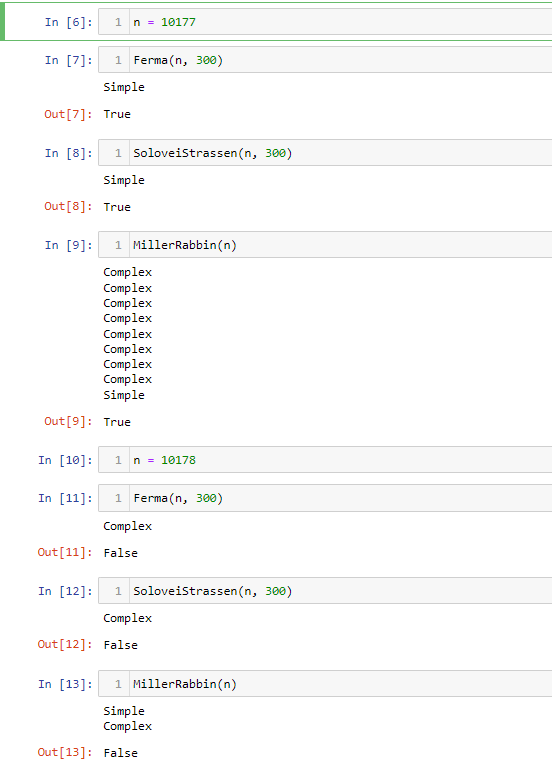 In [6]: 1 n = 10177
In [7]: 1 Ferma(n, 300)
Simple
Out[7]: True
In [8]: 1 SoloveiStrassen(n, 300)
Simple
Out[8]: True
In [9]: 1 MillerRabbin(n)
Complex
Complex
Complex
Complex
Complex
Complex
Complex
Complex
Simple
Out[9]: True
In [10]: 1 n = 10178
In [11]: 1 Ferma(n, 300)
Complex
Out[11]: False
In [12]: 1 SoloveiStrassen(n, 300)
Complex
Out[12]: False
In [13]: 1 MillerRabbin(n)
Simple
Complex
Out[13]: False